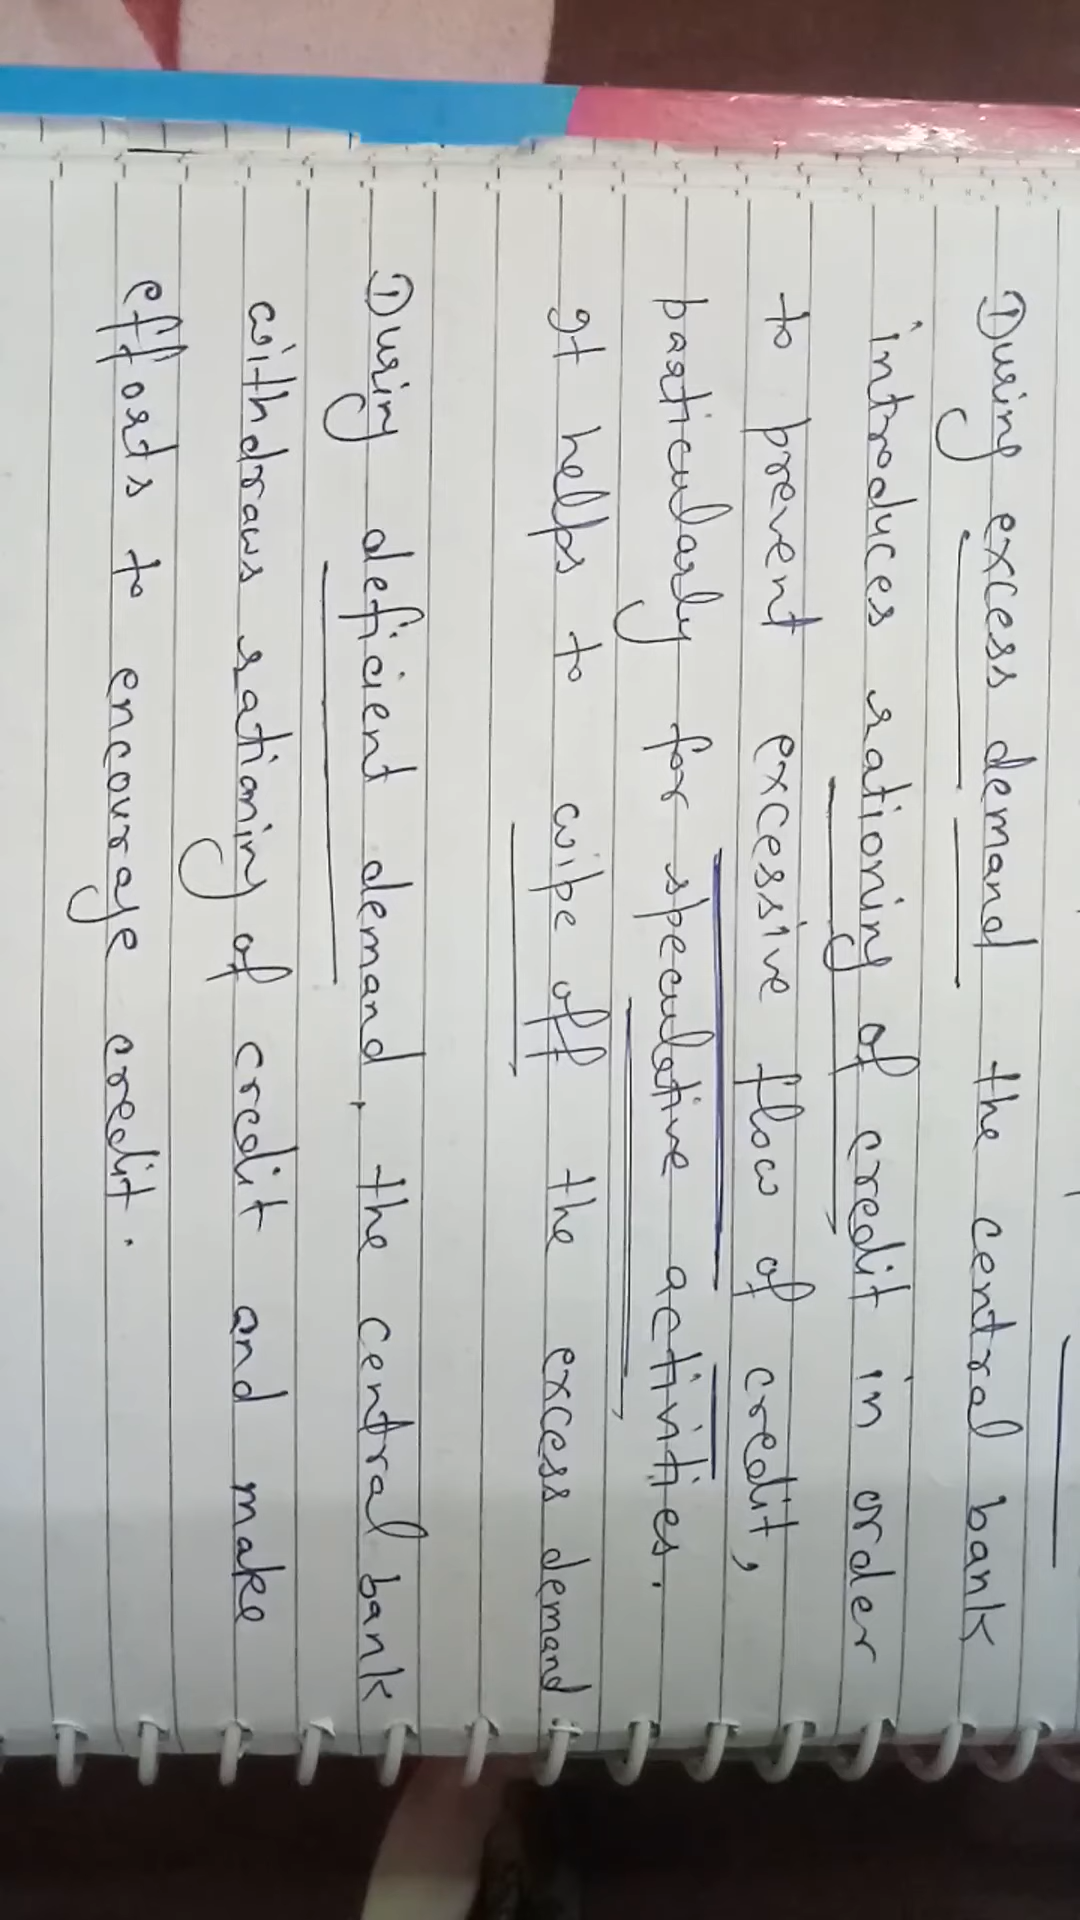 During excess demand the central bank
introduces rationing of credit in order
to prevent excessive flow of credit,
particularly for speculative activities.
It helps to wipe off the excess demand.
During deficient demand, the central bank
withdraws rationing of credit and make
efforts to encourage credit.